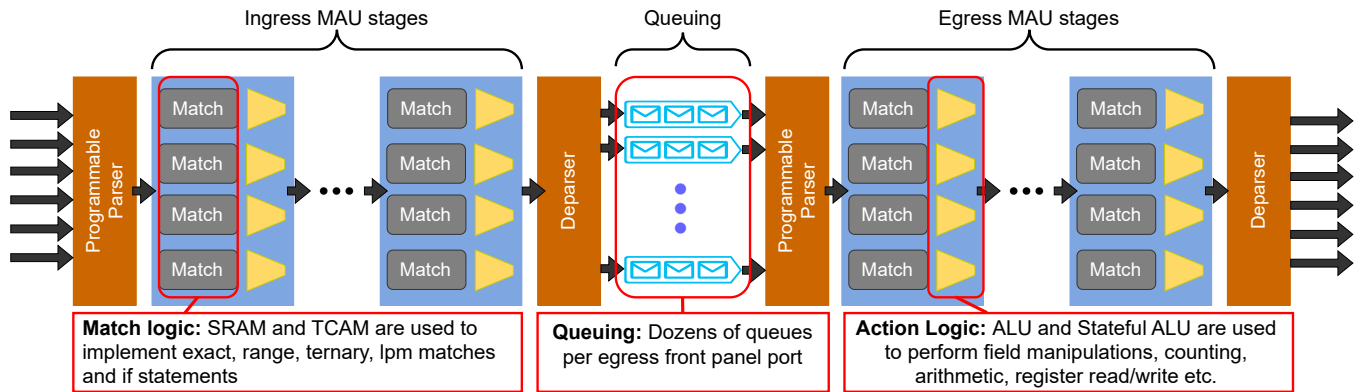 Ingress MAU stages
Queuing
Egress MAU stages
Programmable
Parser
Match
Match
Match
Match
Match
Match
Match
Match
Deparser
Programmable
Parser
Match
Match
Match
Match
Match
Match
Match
Match
Deparser
Match logic: SRAM and TCAM are used to
implement exact, range, ternary, lpm matches
and if statements
Queuing: Dozens of queues
per egress front panel port
Action Logic: ALU and Stateful ALU are used
to perform field manipulations, counting,
arithmetic, register read/write etc.